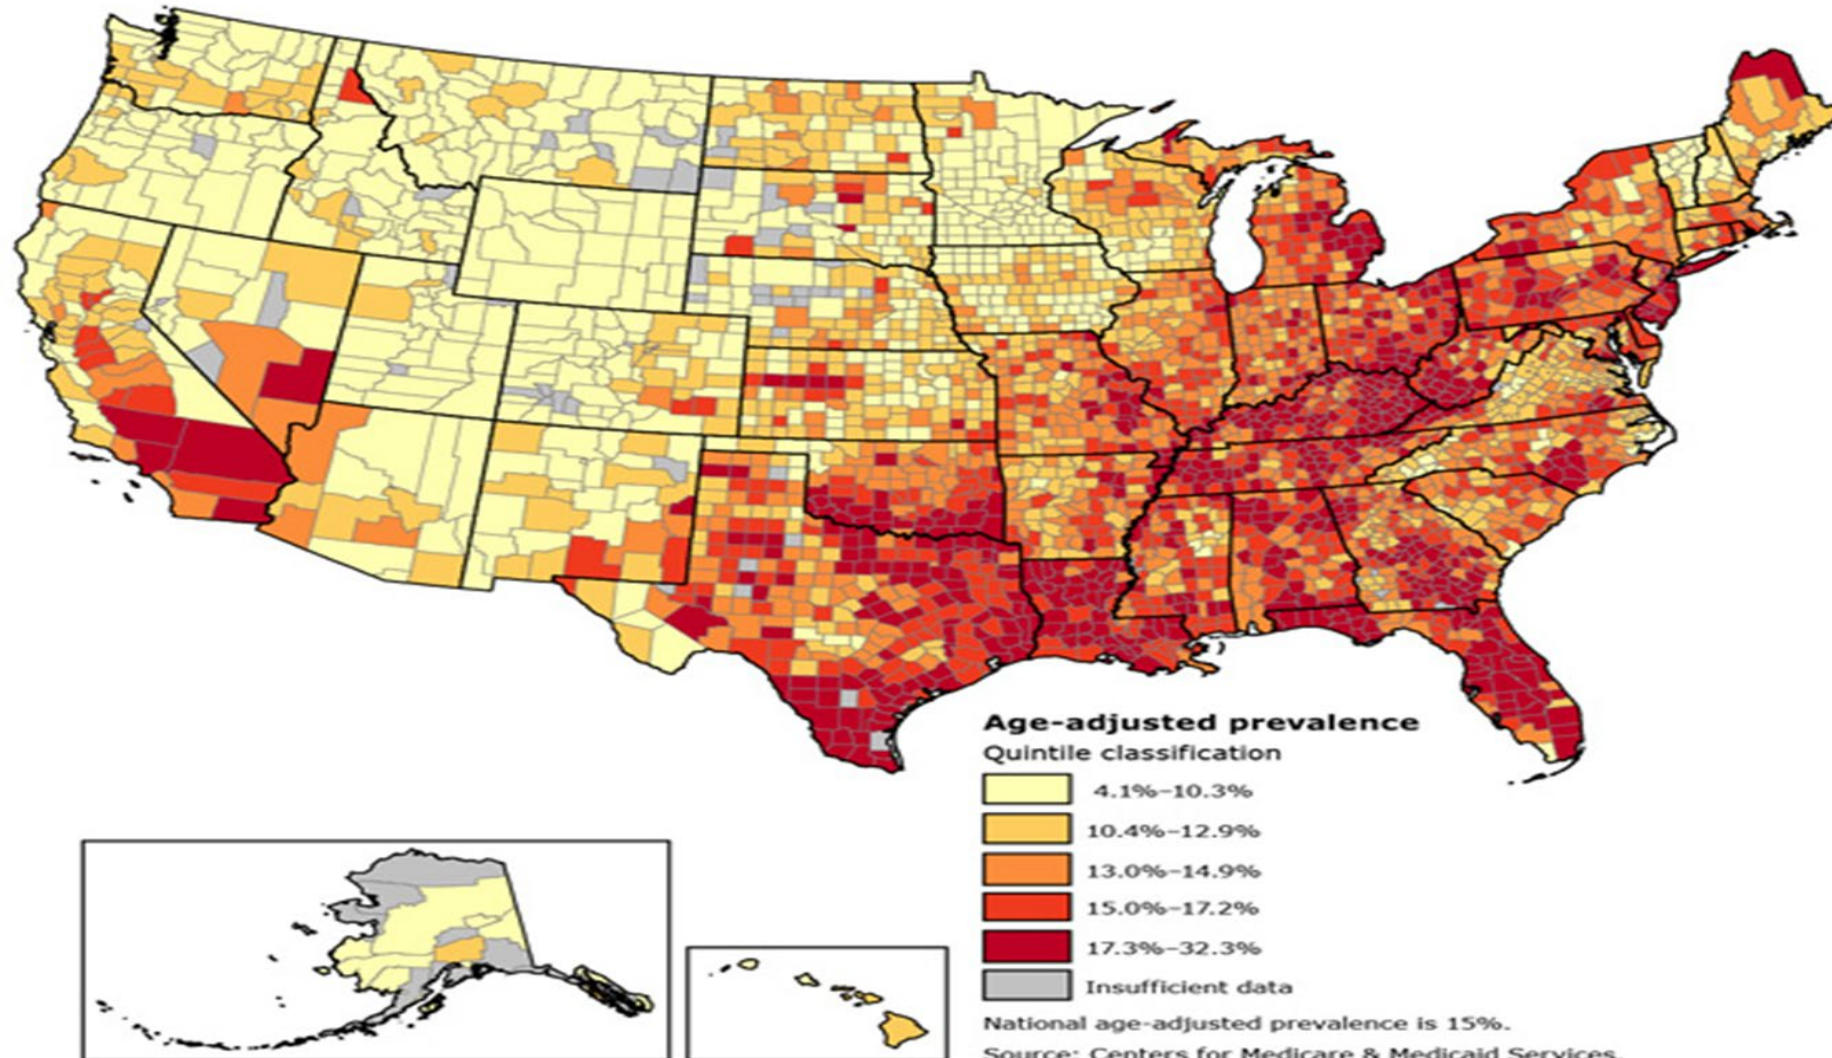 Age-adjusted prevalence
Quintile classification
4.1%–10.3%
10.4%–12.9%
13.0%–14.9%
15.0%–17.2%
17.3%–32.3%
Insufficient data
National age-adjusted prevalence is 15%.
Source: Centers for Medicare & Medicaid Services.